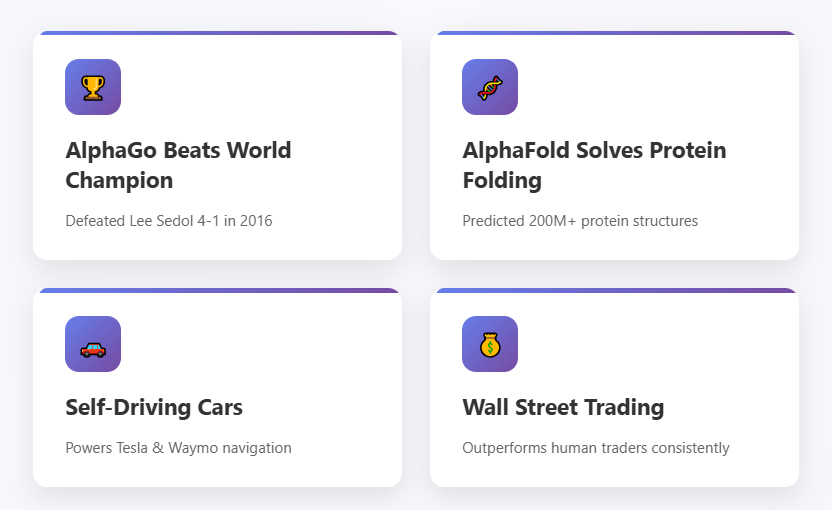 AlphaGo Beats World
Champion
Defeated Lee Sedol 4-1 in 2016
AlphaFold Solves Protein
Folding
Predicted 200M+ protein structures
Self-Driving Cars
Powers Tesla & Waymo navigation
Wall Street Trading
Outperforms human traders consistently